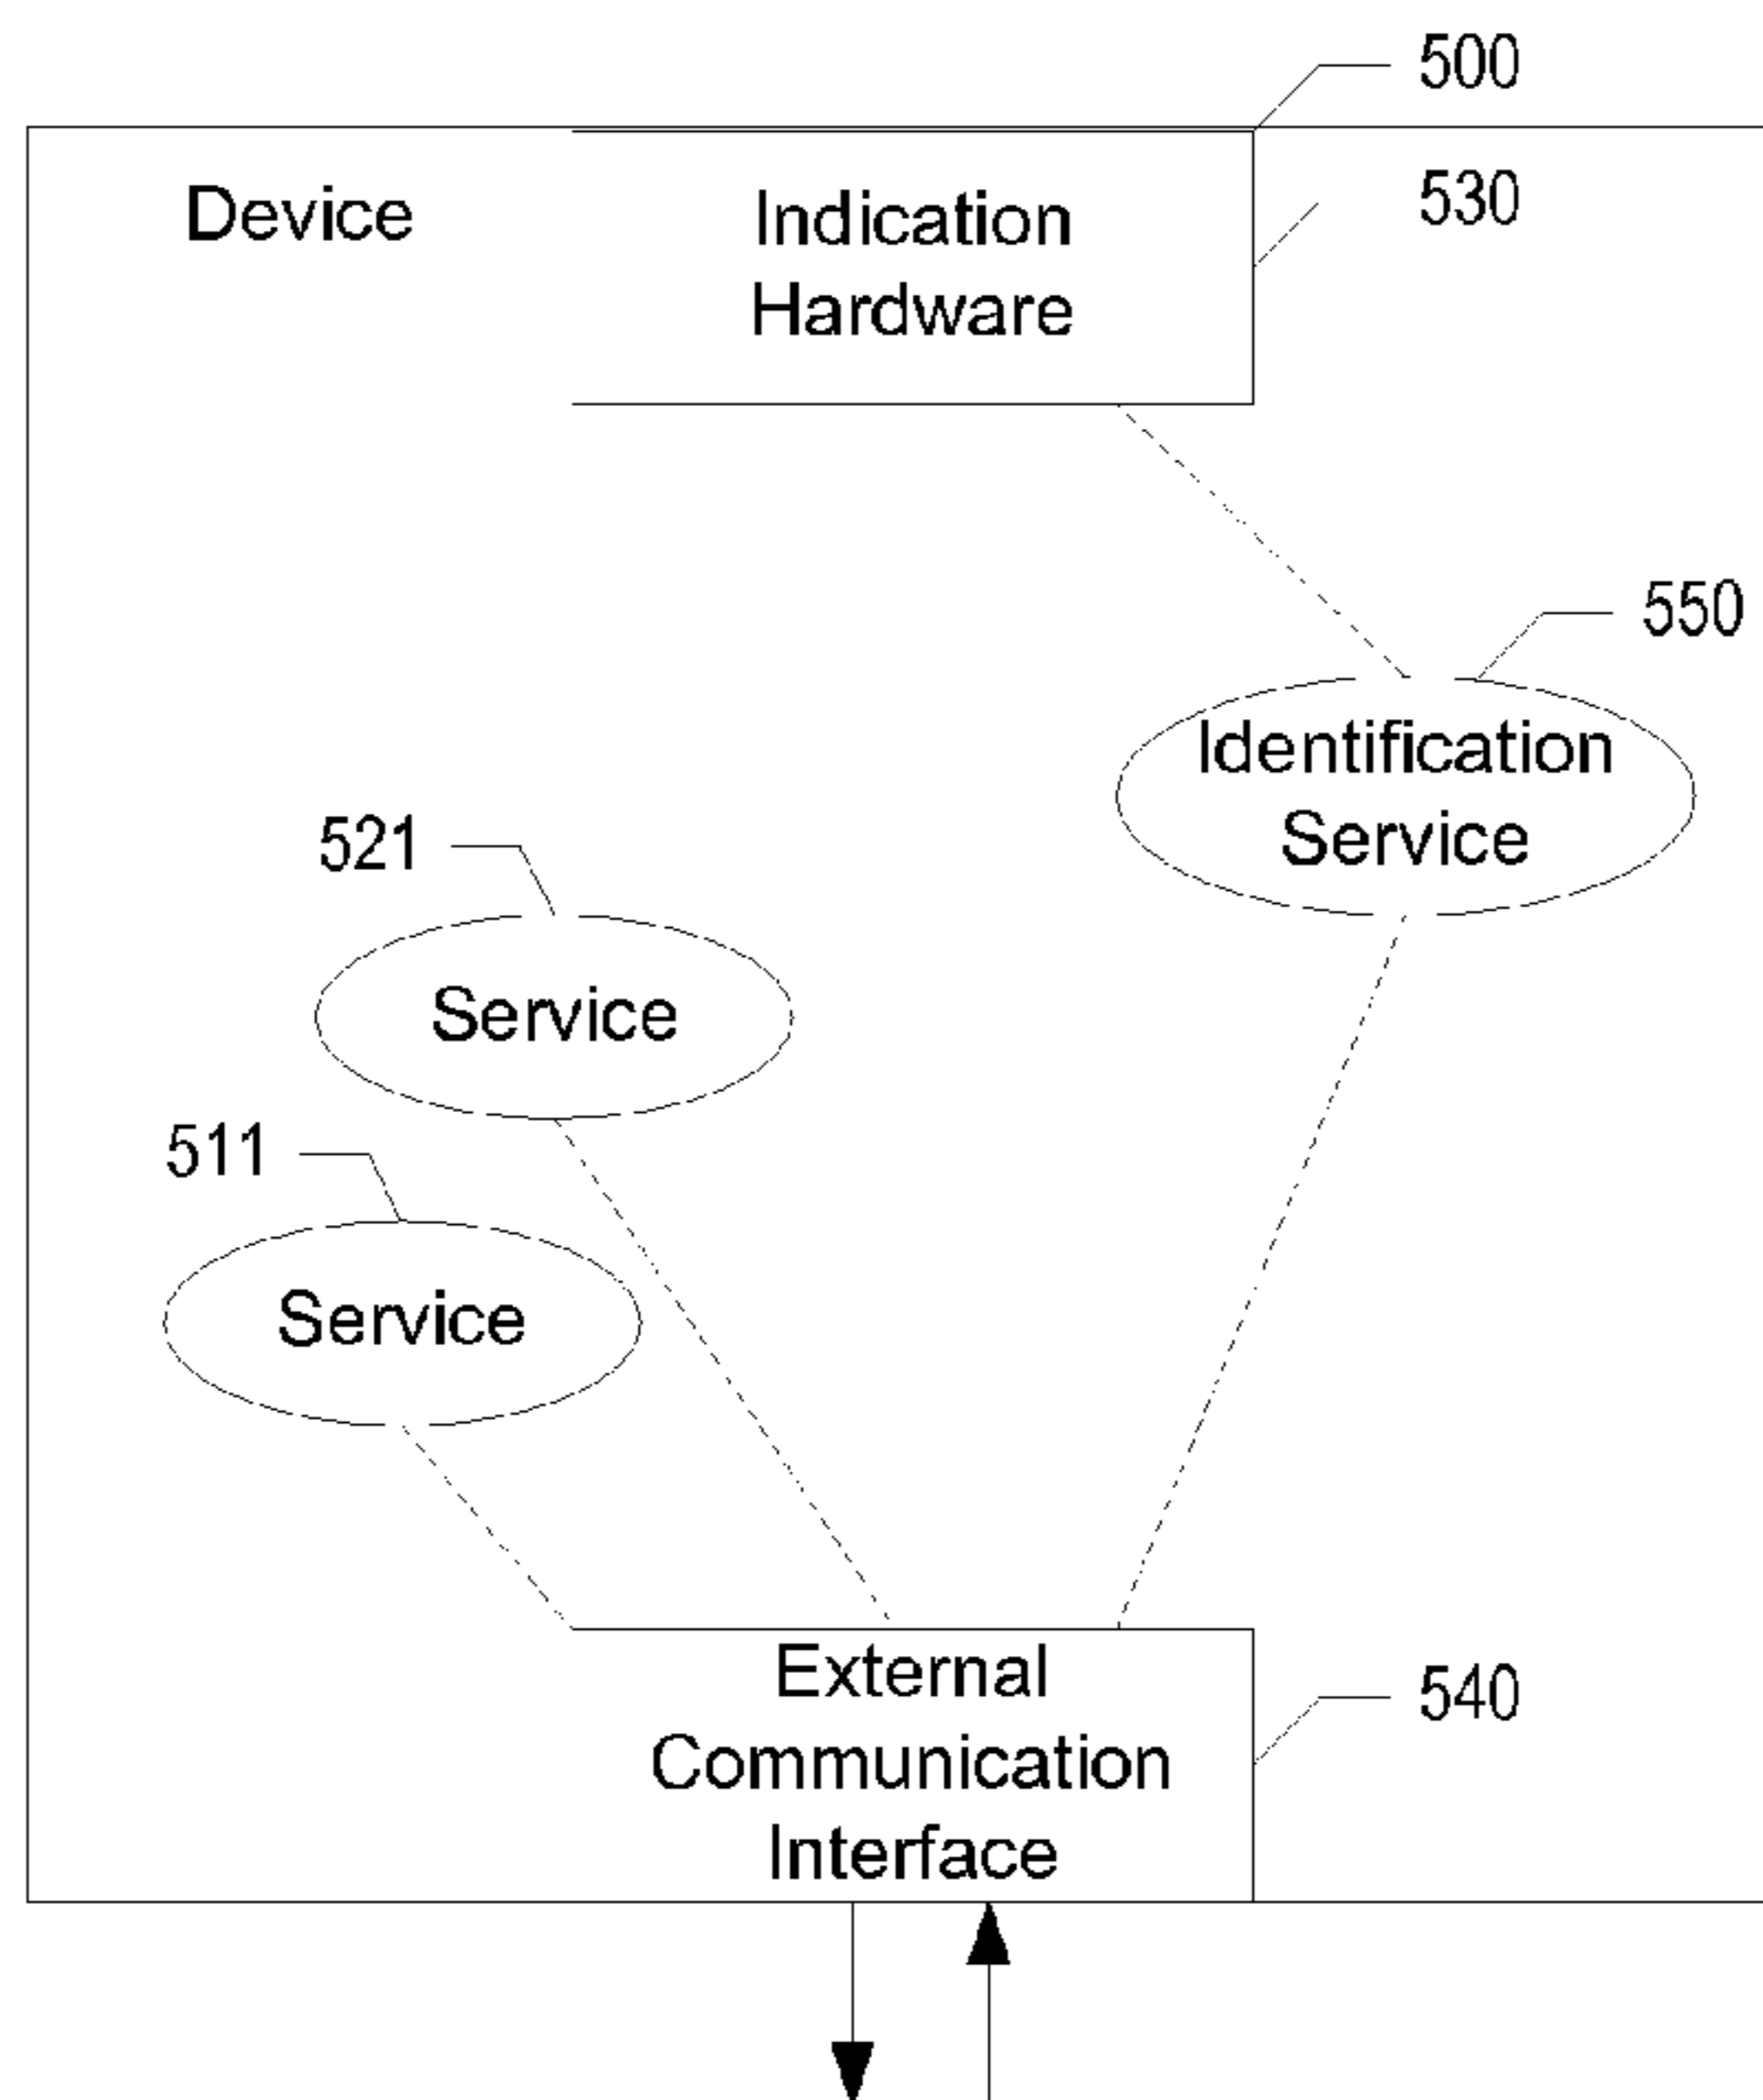 500
Device
Indication
Hardware
530
550
Identification
Service
521
Service
511
Service
External
Communication
Interface
540